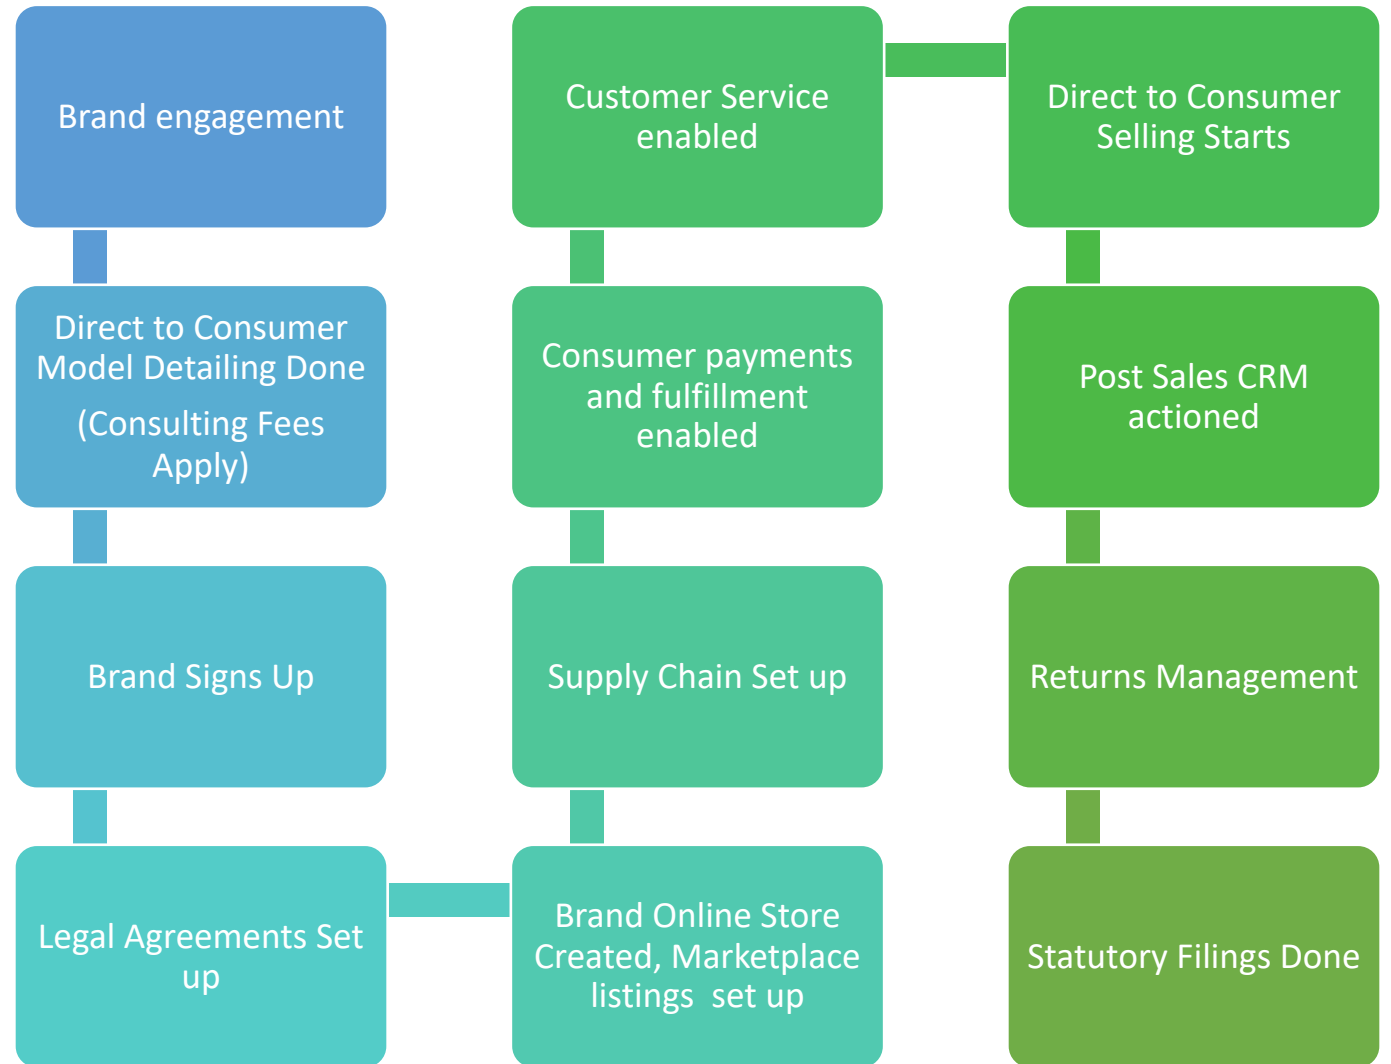 Brand engagement
Direct to Consumer
Model Detailing Done
(Consulting Fees
Apply)
Brand Signs Up
Legal Agreements Set
up
Brand Online Store
Created, Marketplace
listings  set up
Supply Chain Set up
Consumer payments
and fulfillment
enabled
Customer Service
enabled
Direct to Consumer
Selling Starts
Post Sales CRM
actioned
Returns Management
Statutory Filings Done